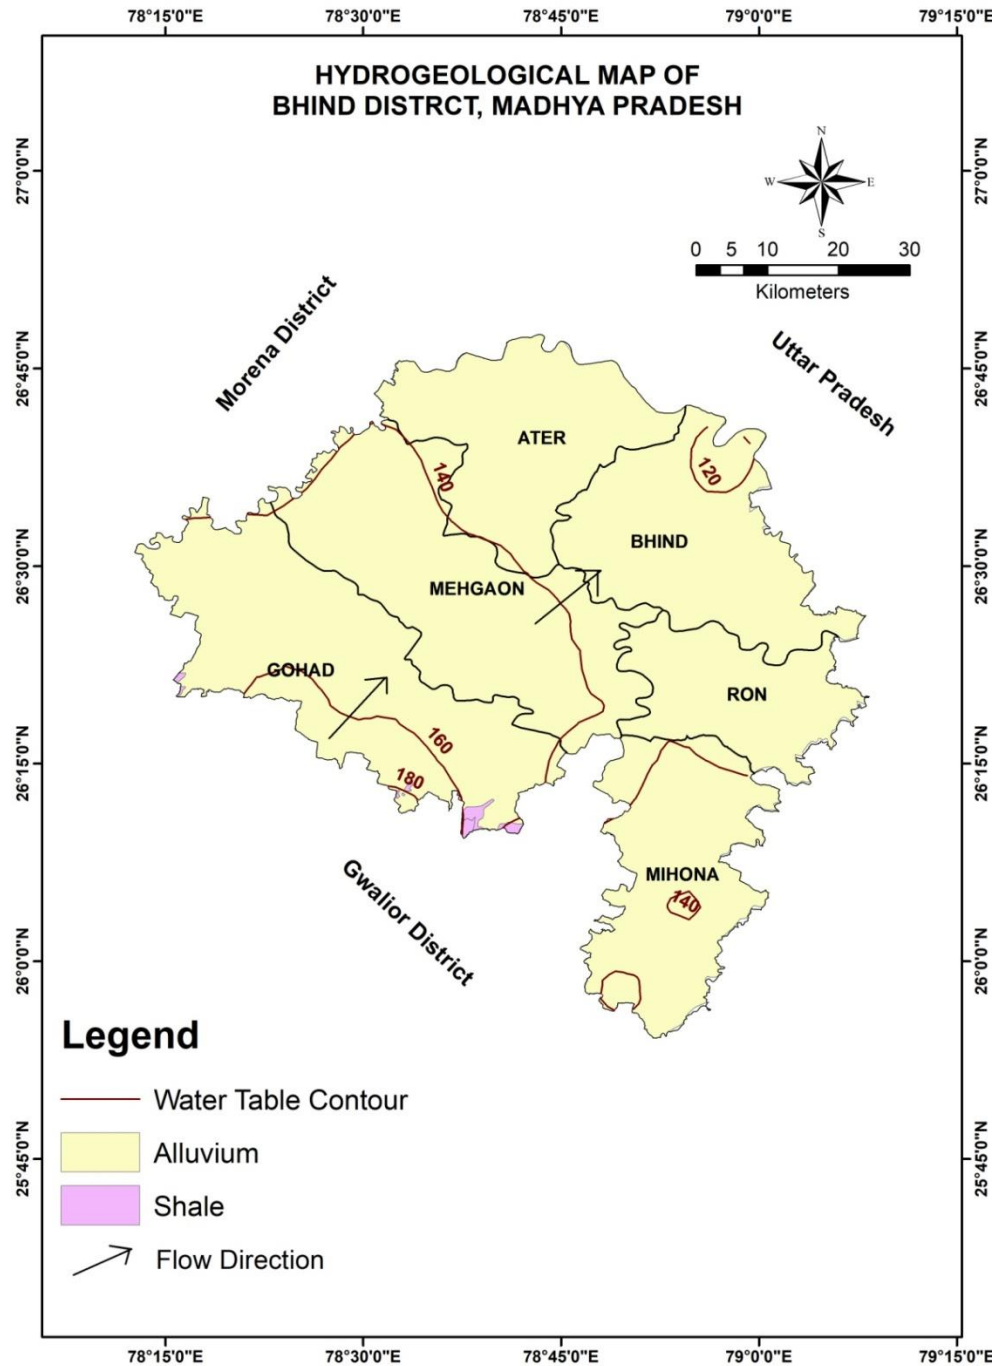 78°15'0"E 78°30'0"E 78°45'0"E 79°0'0"E 79°15'0"E
HYDROGEOLOGICAL MAP OF
BHIND DISTRCT, MADHYA PRADESH
N
W E
S
0 5 10 20 30
Kilometers
27°0'0"N 27°0'0"N
Morena District
Uttar Pradesh
26°45'0"N 26°45'0"N
ATER
140
120
BHIND
26°30'0"N 26°30'0"N
MEHGAON
GOHAD
RON
160
26°15'0"N 26°15'0"N
180
MIHONA
140
Gwalior District
26°0'0"N 26°0'0"N
Legend
Water Table Contour
Alluvium
25°45'0"N 25°45'0"N
Shale
Flow Direction
78°15'0"E 78°30'0"E 78°45'0"E 79°0'0"E 79°15'0"E